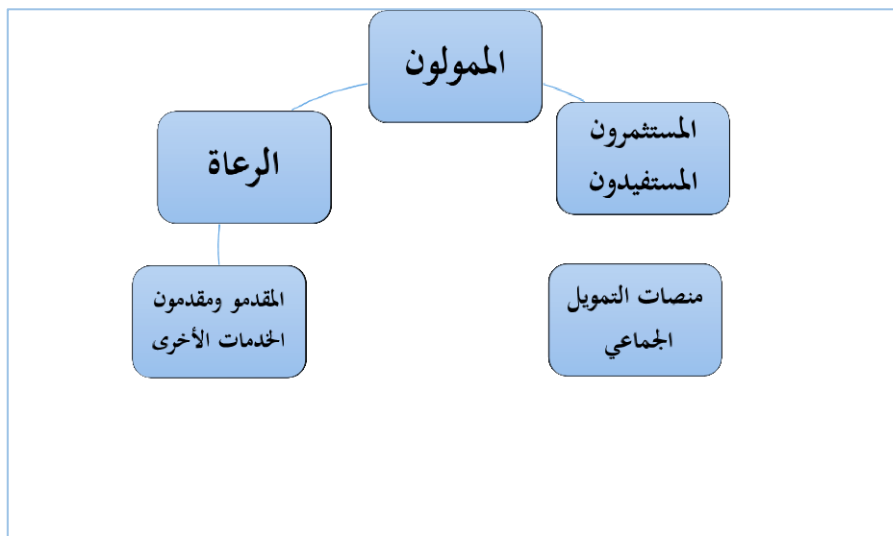 الممولون
المستثمرون
المستفيدون
الرعاة
منصات التمويل
الجماعي
المقدمو ومقدمون
الخدمات الأخرى